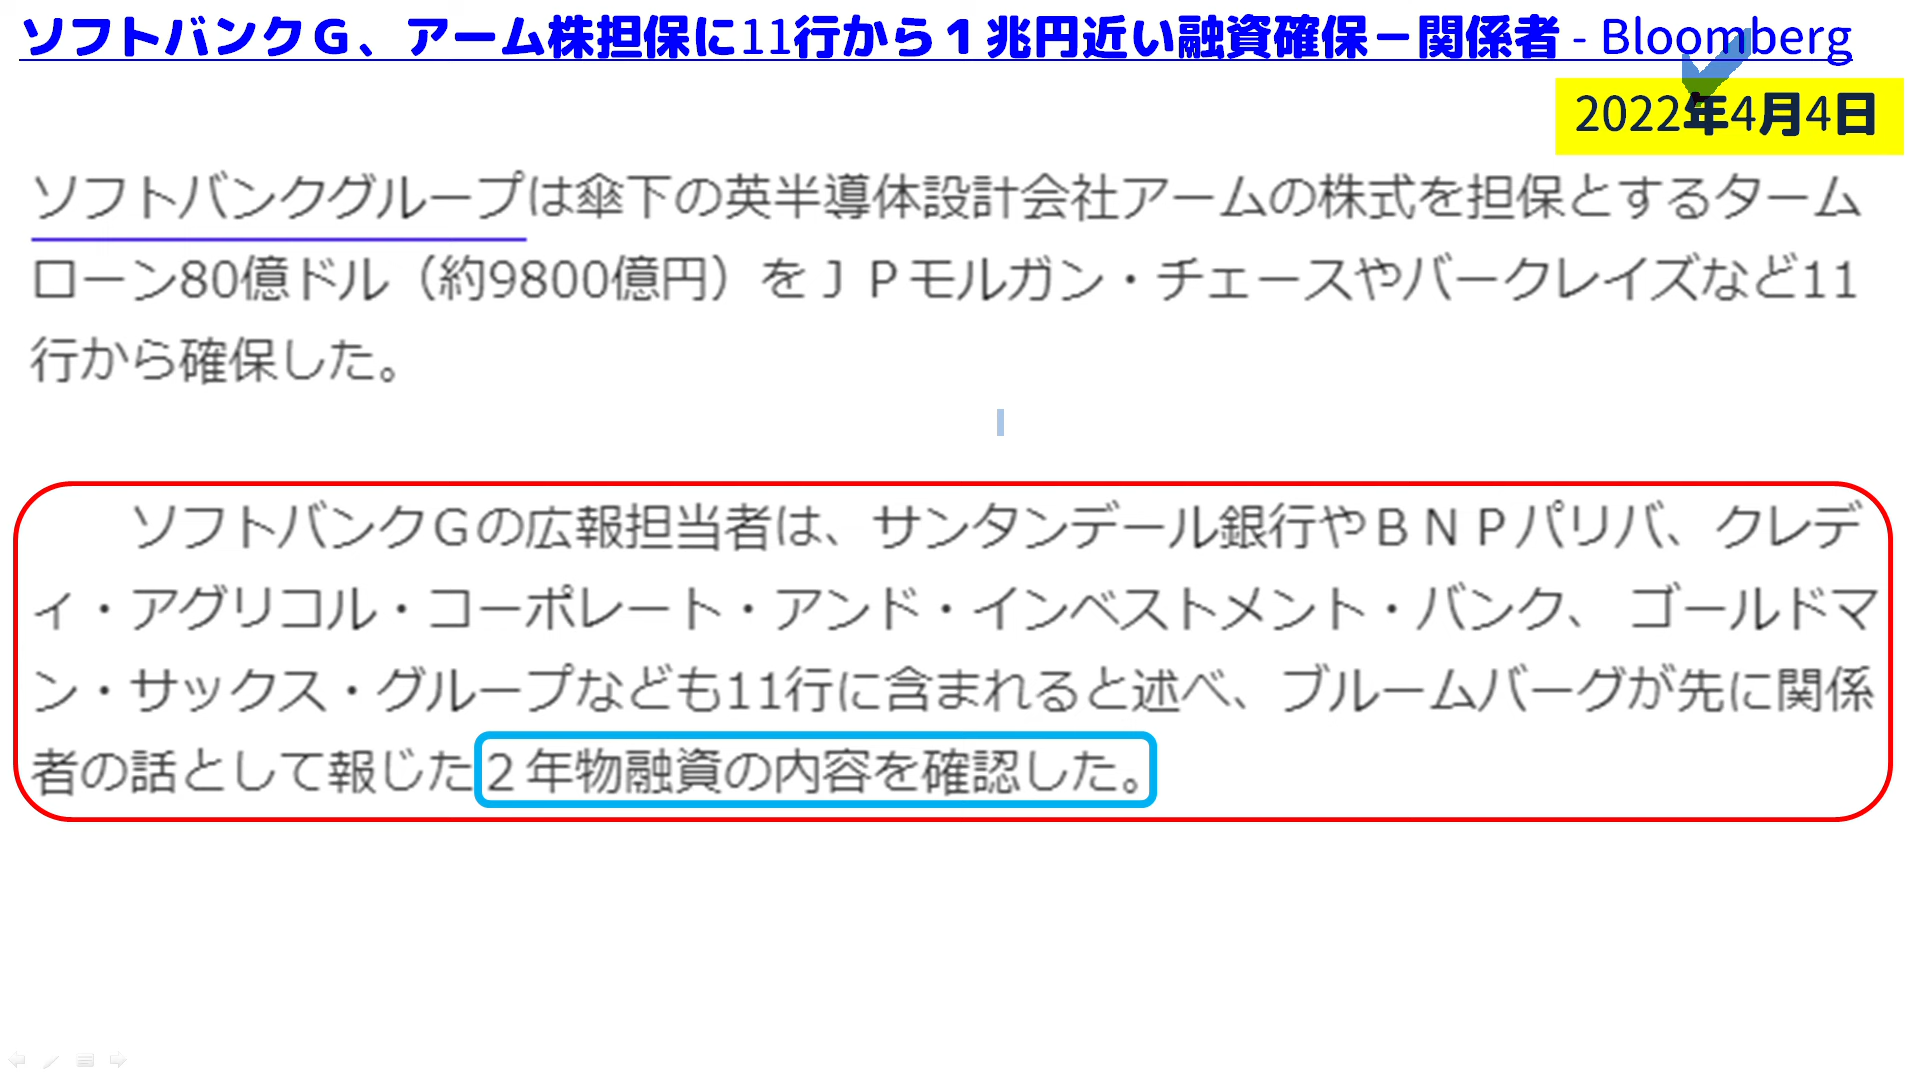 ソフトバンクＧ、アーム株担保に11行から１兆円近い融資確保－関係者 - Bloomberg
2022年4月4日
ソフトバンクグループは傘下の英半導体設計会社アームの株式を担保とするターム
ローン80億ドル（約9800億円）をＪＰモルガン・チェースやバークレイズなど11
行から確保した。
ソフトバンクＧの広報担当者は、サンタンデール銀行やＢＮＰパリバ、クレデ
ィ・アグリコル・コーポレート・アンド・インベストメント・バンク、 ゴールドマ
ン・サックス・グループなども11行に含まれると述べ、ブルームバーグが先に関係
者の話として報じた２年物融資の内容を確認した。